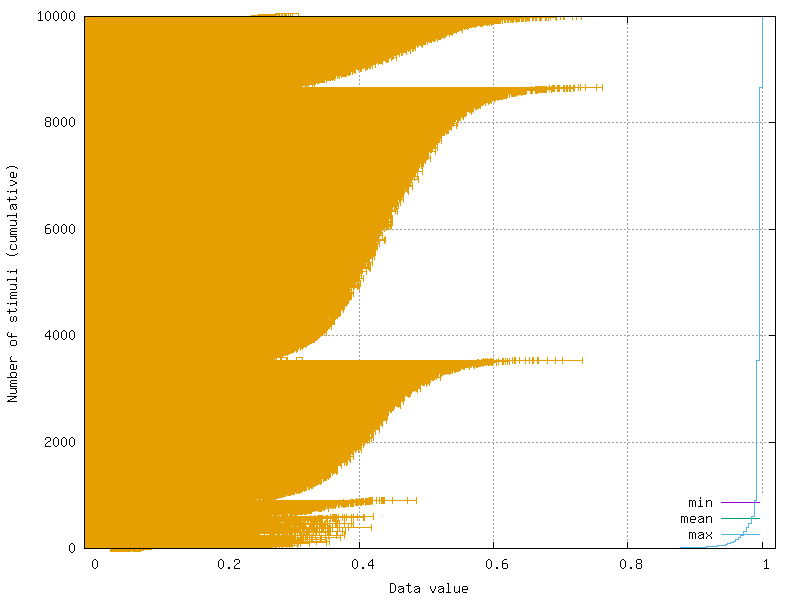 10000
8000
6000
4000
2000
0
Number of stimuli (cumulative)
min
mean
max
0 0.2 0.4 0.6 0.8 1
Data value